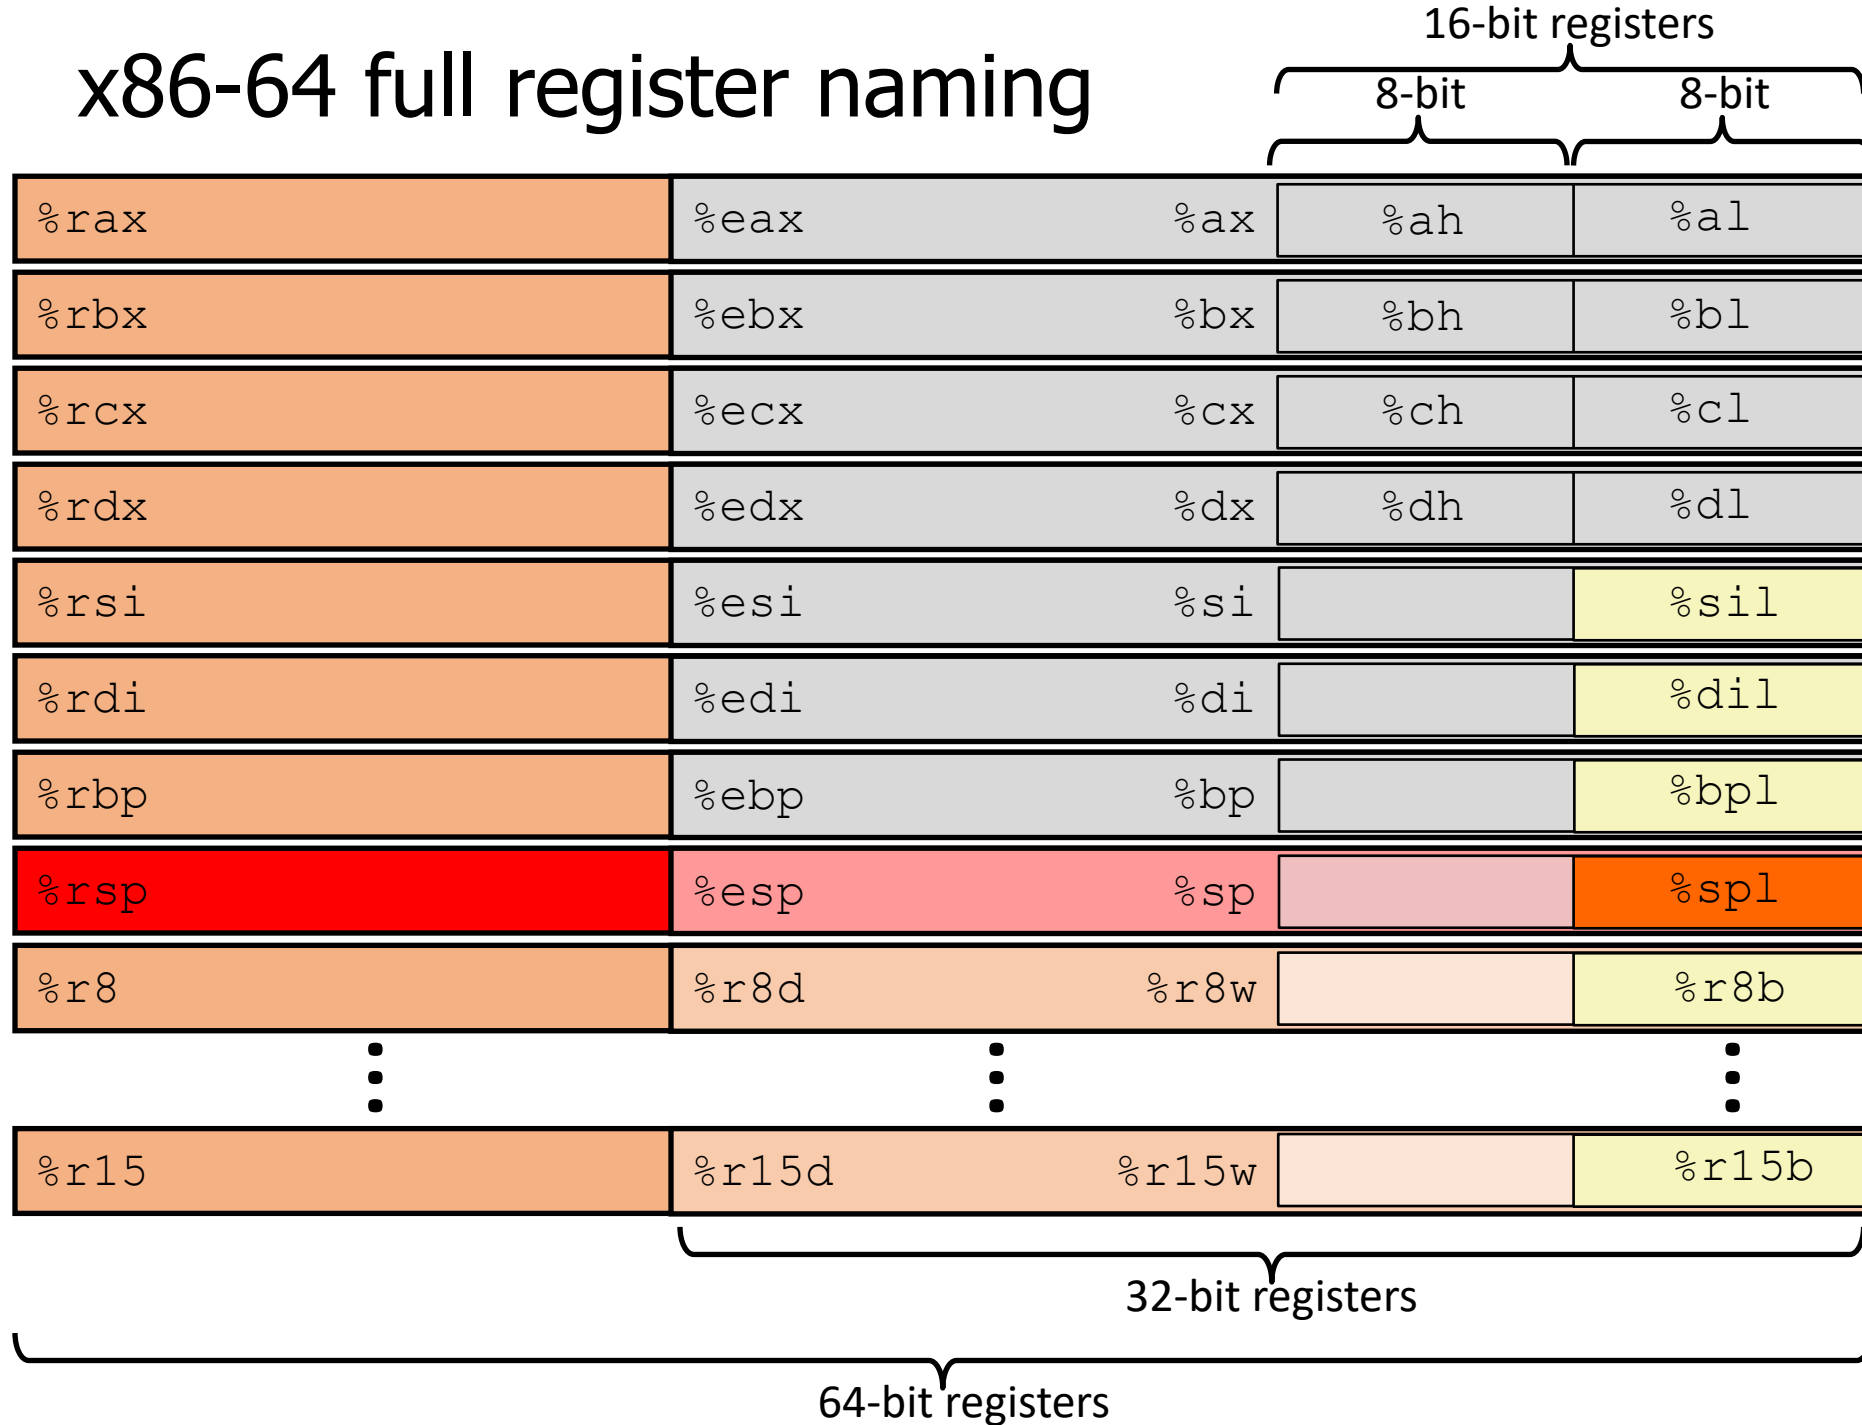 16-bit registers
x86-64 full register naming
8-bit 8-bit
%rax %eax %ax %ah %al
%rbx %ebx %bx %bh %bl
%rcx %ecx %cx %ch %cl
%rdx %edx %dx %dh %dl
%rsi %esi %si %sil
%rdi %edi %di %dil
%rbp %ebp %bp %bpl
%rsp %esp %sp %spl
%r8 %r8d %r8w %r8b
%r15 %r15d %r15w %r15b
32-bit registers
64-bit registers